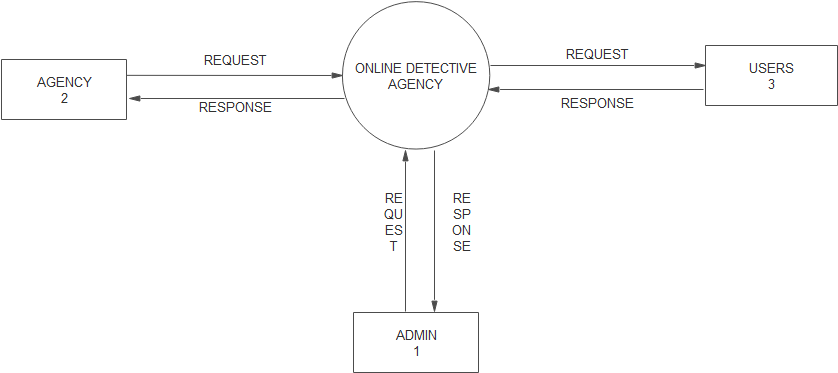 REQUEST
AGENCY
2
RESPONSE
ONLINE DETECTIVE
AGENCY
REQUEST
USERS
3
RESPONSE
RE
QU
ES
T
RE
SP
ON
SE
ADMIN
1